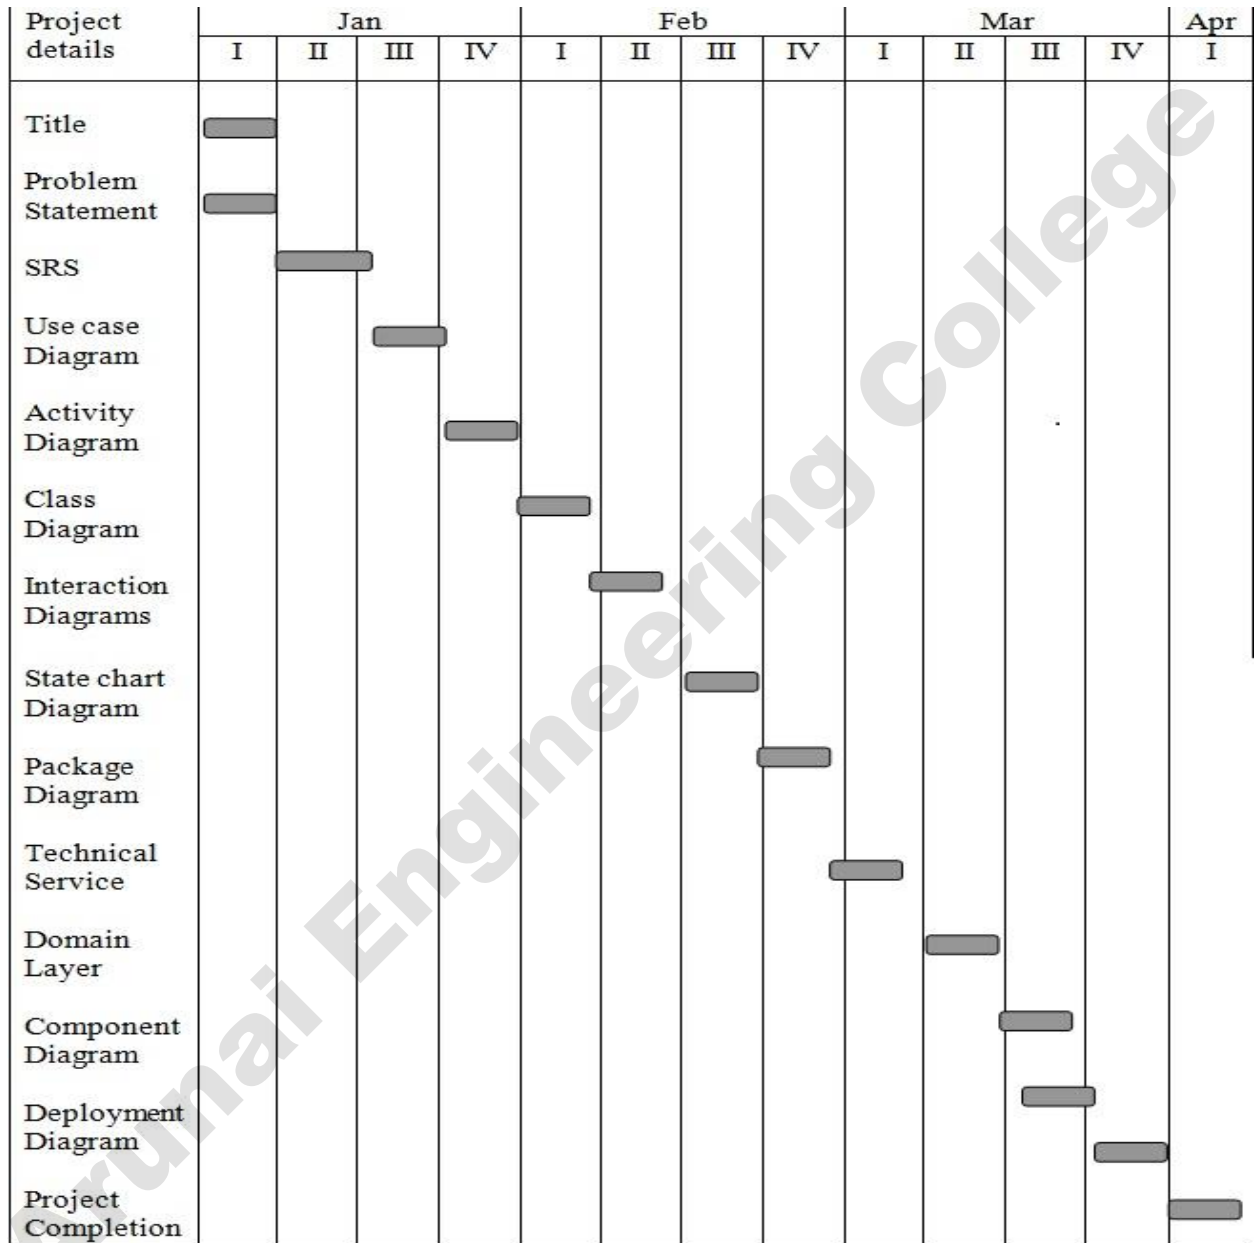 Project
details
Jan
Feb
Mar
Apr
I II III IV I II III IV I II III IV I
Title
Problem
Statement
SRS
Use case
Diagram
Activity
Diagram
Class
Diagram
Interaction
Diagrams
State chart
Diagram
Package
Diagram
Technical
Service
Domain
Layer
Component
Diagram
Deployment
Diagram
Project
Completion
Arunai Engineering College